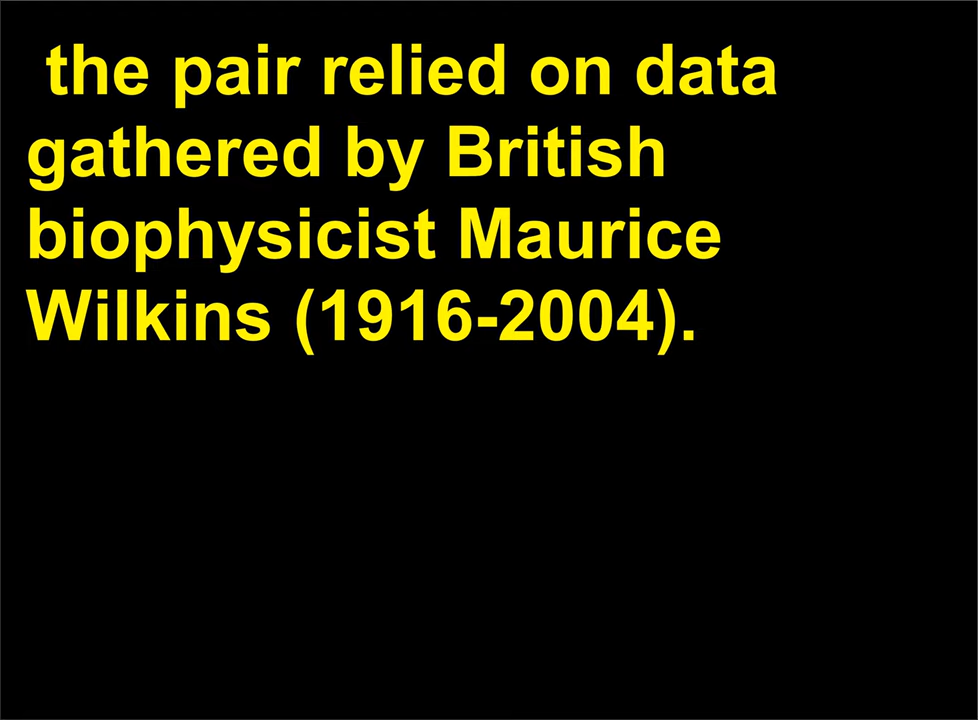 the pair relied on data
gathered by British
biophysicist Maurice
Wilkins (1916-2004).